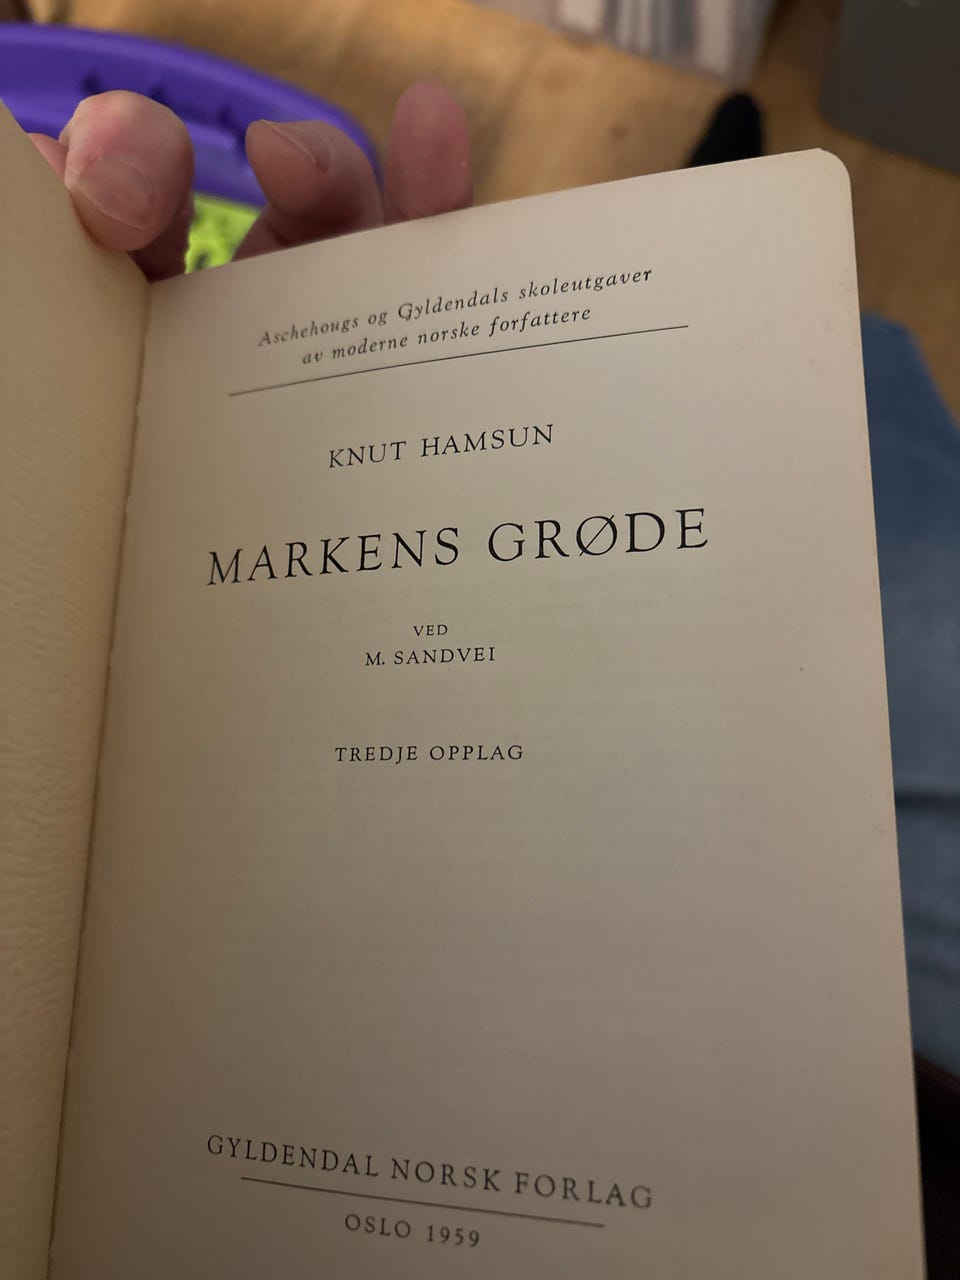 Aschehougs og Gyldendals skoleutgaver
av moderne norske forfattere
KNUT HAMSUN
MARKENS GRØDE
VED
M. SANDVEI
TREDJE OPPLAG
GYLDENDAL NORSK FORLAG
OSLO 1959